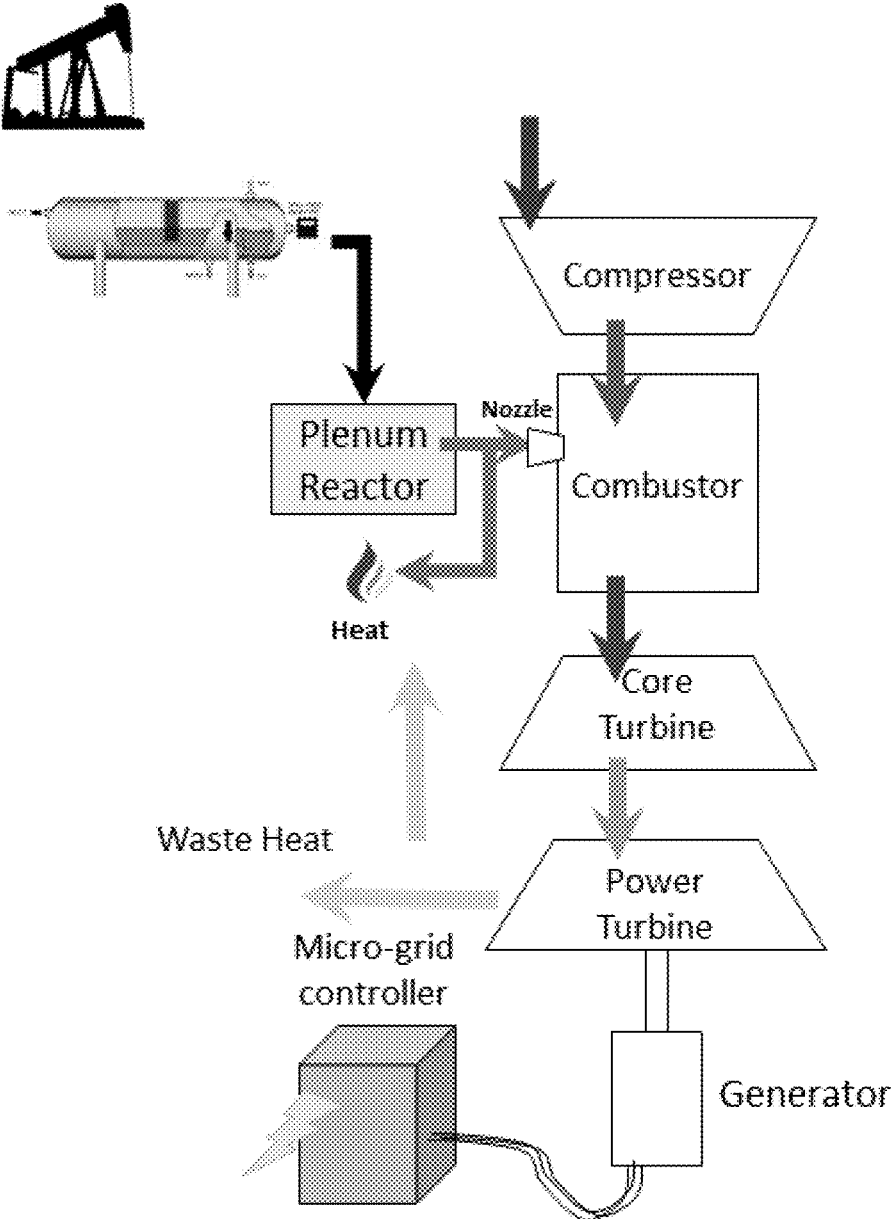 Compressor
Nozzle
Plenum
Reactor
Combustor
Heat
Core
Turbine
Waste Heat
Power
Turbine
Micro-grid
controller
Generator